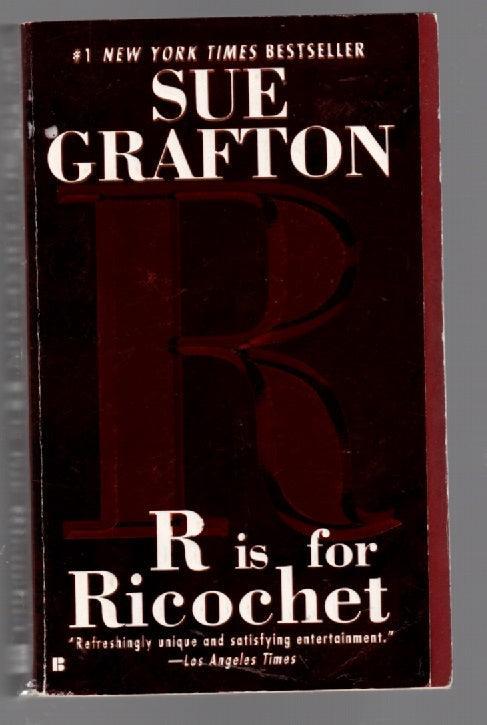 #1 NEW YORK TIMES BESTSELLER
SUE
GRAFTON
R
R is for
Ricochet
"Refreshingly unique and satisfying entertainment."
—Los Angeles Times
B